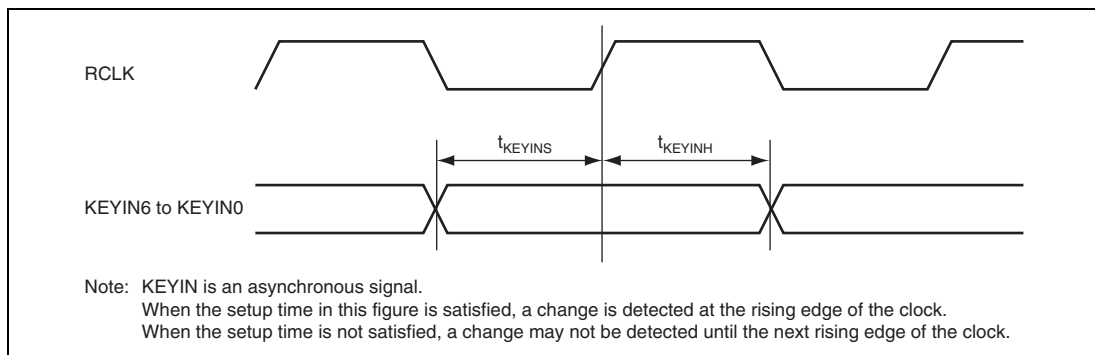 RCLK
tKEYINS
tKEYINH
KEYIN6 to KEYIN0
Note: KEYIN is an asynchronous signal.
When the setup time in this figure is satisfied, a change is detected at the rising edge of the clock.
When the setup time is not satisfied, a change may not be detected until the next rising edge of the clock.